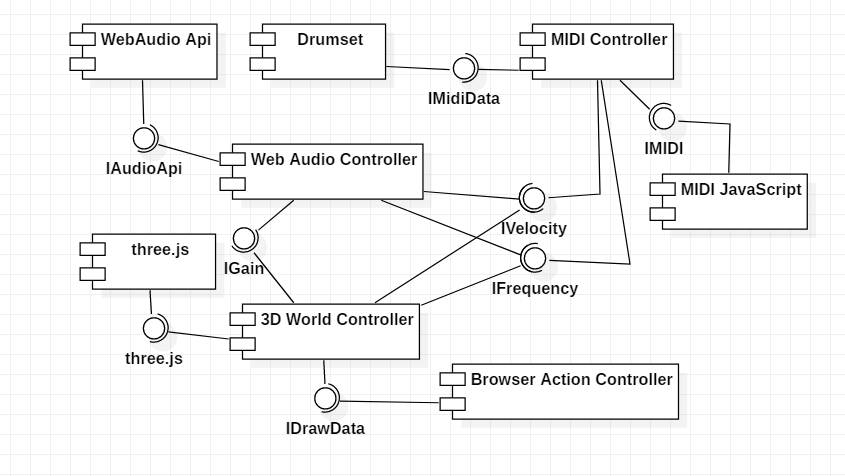 WebAudio Api
Drumset
MIDI Controller
IMidiData
IMIDI
IAudioApi
Web Audio Controller
MIDI JavaScript
IVelocity
three.js
IGain
IFrequency
3D World Controller
three.js
Browser Action Controller
IDrawData